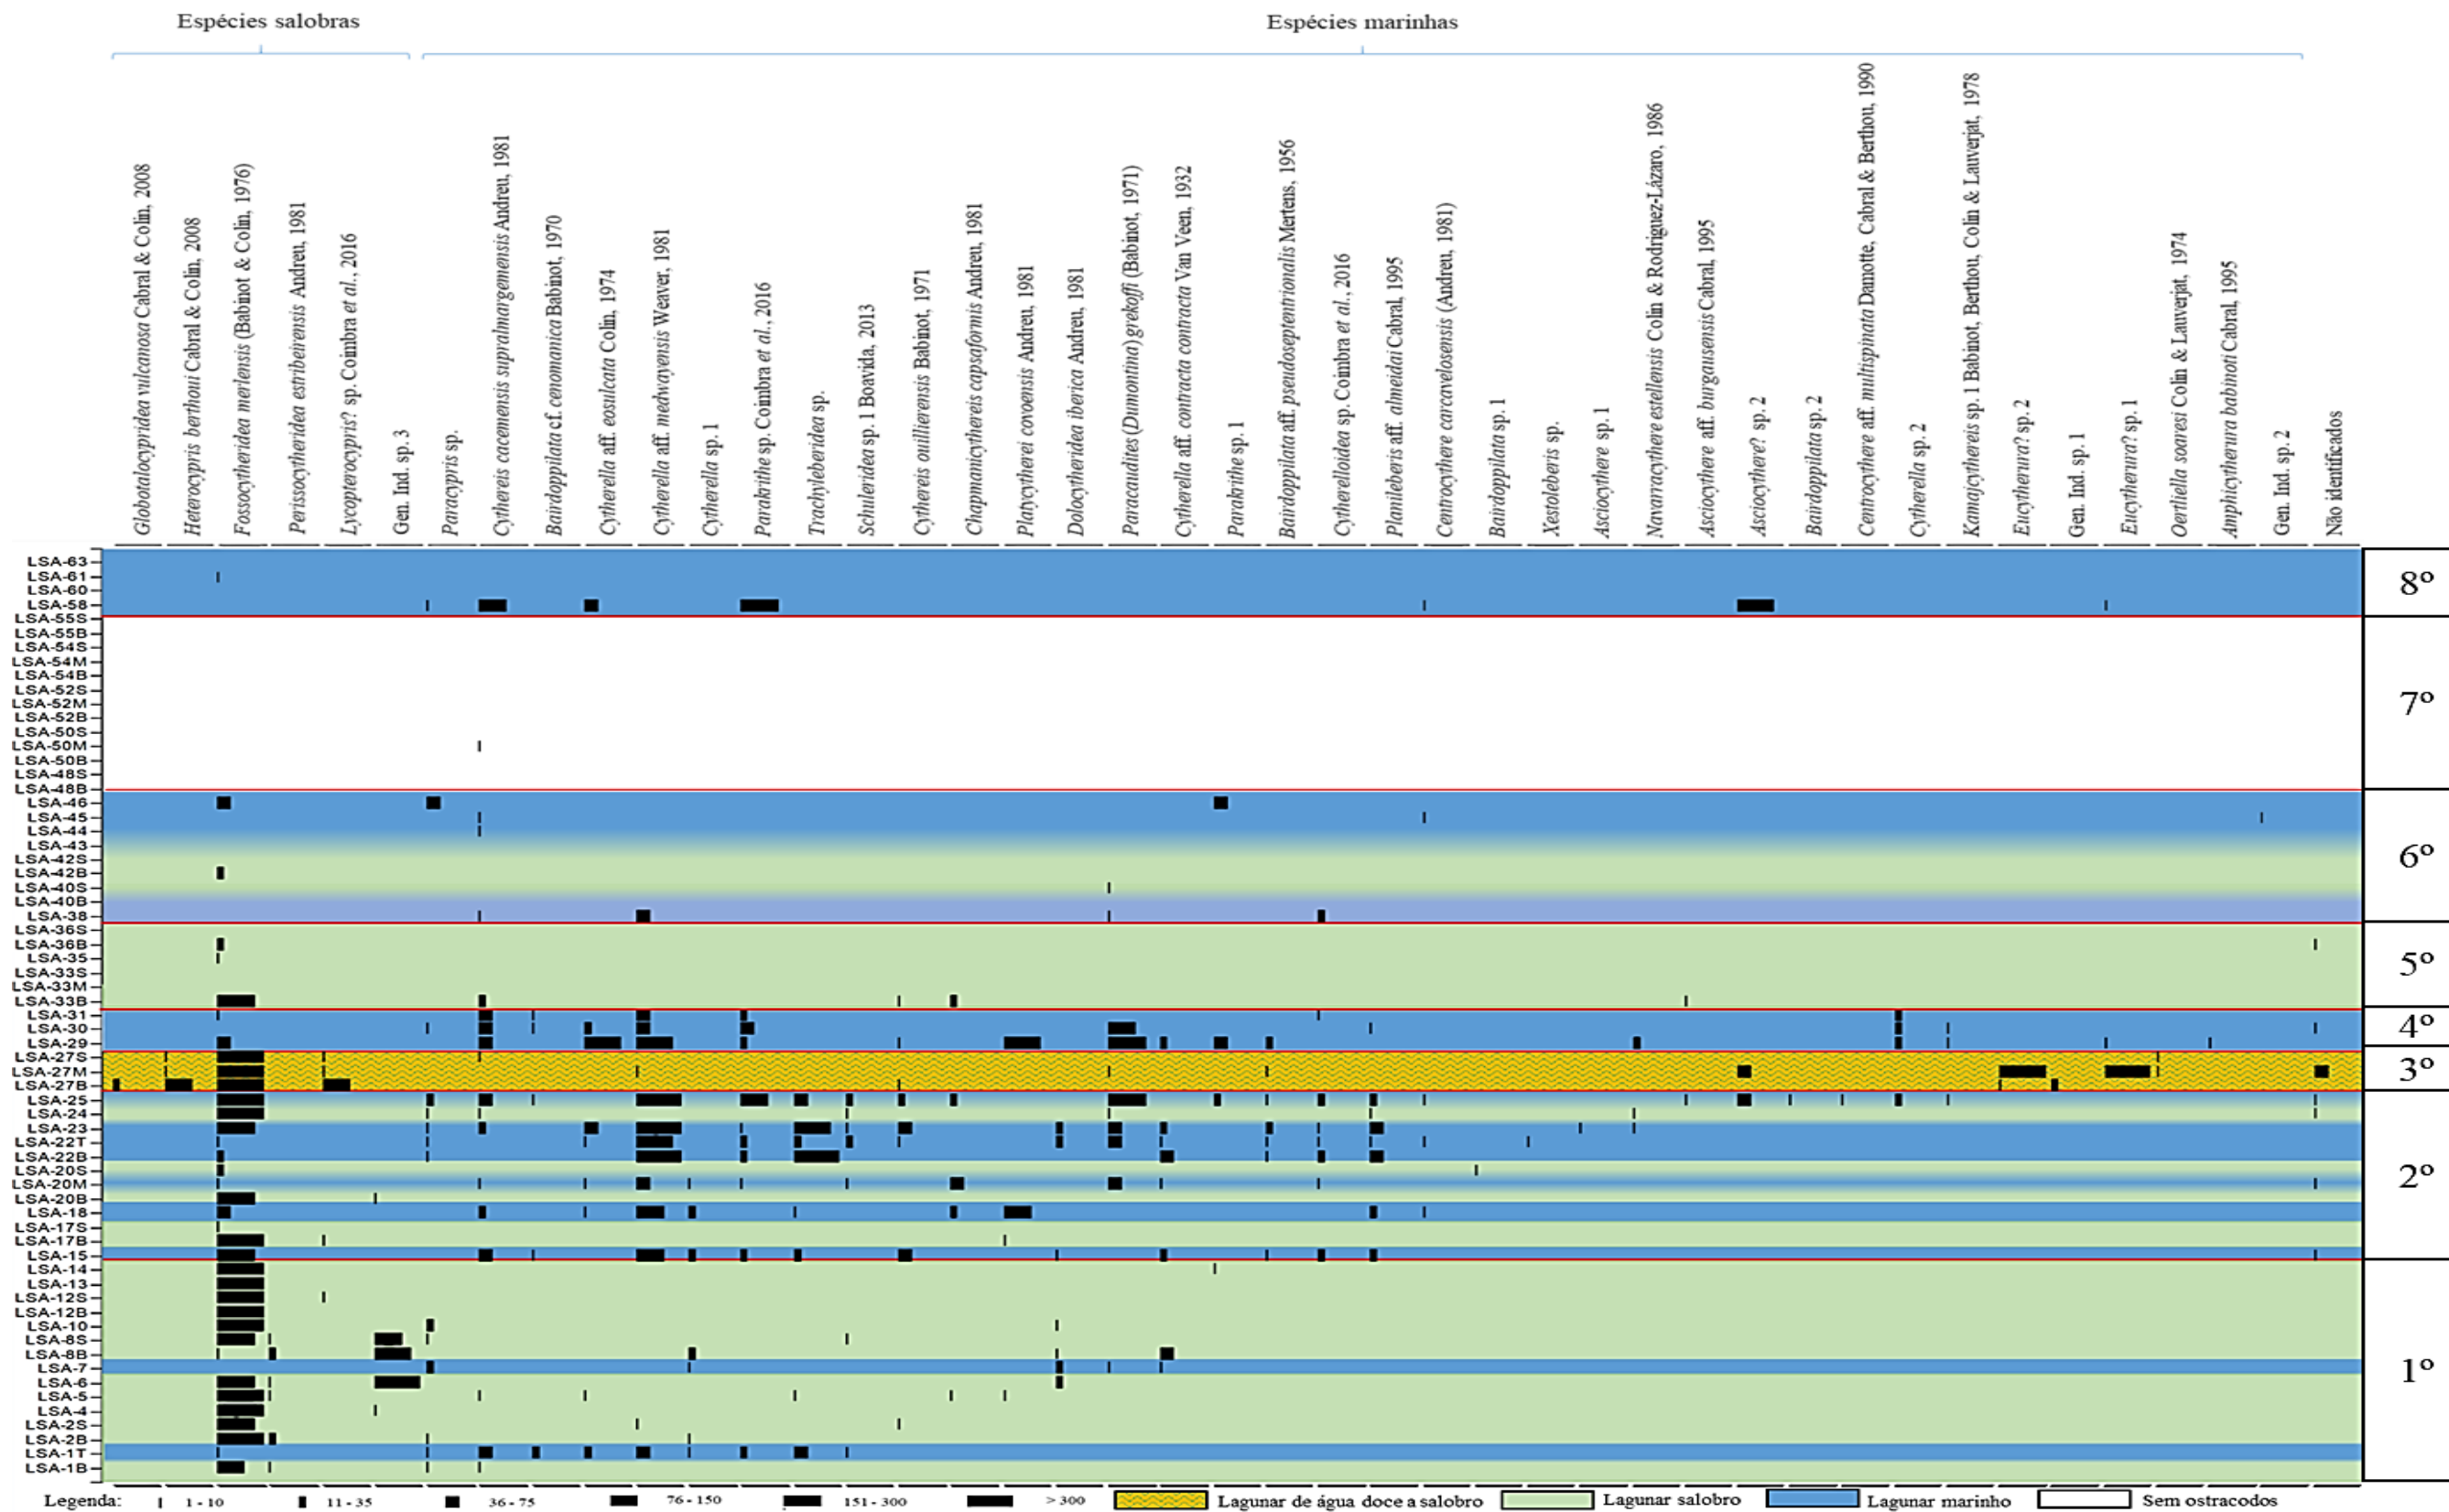 Espécies salobras
Espécies marinhas
Globotalocypridea vulcanosa Cabral & Colin, 2008
Heterocypris berthoui Cabral & Colin, 2008
Fossocytheridea merlensis (Babinot & Colin, 1976)
Perissocytheridea estribeirensis Andreu, 1981
Lycopterocypris? sp. Coimbra et al., 2016
Gen. Ind. sp. 3
Paracypris sp.
Cythereis cacemensis supralmargemensis Andreu, 1981
Bairdoppilata cf. cenomanica Babinot, 1970
Cytherella aff. eosulcata Colin, 1974
Cytherella aff. medwayensis Weaver, 1981
Cytherella sp. 1
Parakrithe sp. Coimbra et al., 2016
Trachyleberidea sp.
Schuleridea sp. 1 Boavida, 2013
Cythereis ouillierensis Babinot, 1971
Chapmanicythereis capsaformis Andreu, 1981
Platycytherei covoensis Andreu, 1981
Dolocytheridea iberica Andreu, 1981
Paracaudites (Dumontina) grekoffi (Babinot, 1971)
Cytherella aff. contracta contracta Van Veen, 1932
Parakrithe sp. 1
Bairdoppilata aff. pseudoseptentrionalis Mertens, 1956
Cytherelloidea sp. Coimbra et al., 2016
Planileberis aff. almeidai Cabral, 1995
Centrocythere carcavelosensis (Andreu, 1981)
Bairdoppilata sp. 1
Xestoleberis sp.
Asciocythere sp. 1
Navarracythere estellensis Colin & Rodriguez-Lázaro, 1986
Asciocythere aff. burgausensis Cabral, 1995
Asciocythere? sp. 2
Bairdoppilata sp. 2
Centrocythere aff. multispinata Damotte, Cabral & Berthou, 1990
Cytherella sp. 2
Kamajcythereis sp. 1 Babinot, Berthou, Colin & Lauverjat, 1978
Eucytherura? sp. 2
Gen. Ind. sp. 1
Eucytherura? sp. 1
Oertliella soaresi Colin & Lauverjat, 1974
Amphicytherura babinoti Cabral, 1995
Gen. Ind. sp. 2
Não identificados
LSA-63
LSA-61
LSA-60
LSA-58
8º
LSA-55S
LSA-55B
LSA-54S
LSA-54M
LSA-54B
LSA-52S
LSA-52M
LSA-52B
LSA-50S
LSA-50M
LSA-50B
LSA-48S
LSA-48B
7º
LSA-46
LSA-45
LSA-44
LSA-43
LSA-42S
LSA-42B
LSA-40S
LSA-40B
LSA-38
6º
LSA-36S
LSA-36B
LSA-35
LSA-33S
LSA-33M
LSA-33B
5º
LSA-31
LSA-30
LSA-29
4º
LSA-27S
LSA-27M
LSA-27B
3º
LSA-25
LSA-24
LSA-23
LSA-22T
LSA-22B
LSA-20S
LSA-20M
LSA-20B
LSA-18
LSA-17S
LSA-17B
LSA-15
2º
LSA-14
LSA-13
LSA-12S
LSA-12B
LSA-10
LSA-8S
LSA-8B
LSA-7
LSA-6
LSA-5
LSA-4
LSA-2S
LSA-2B
LSA-1T
LSA-1B
1º
Legenda: 1 - 10 11 - 35 36 - 75 76 - 150 151 - 300 > 300 Lagunar de água doce a salobro Lagunar salobro Lagunar marinho Sem ostracodos